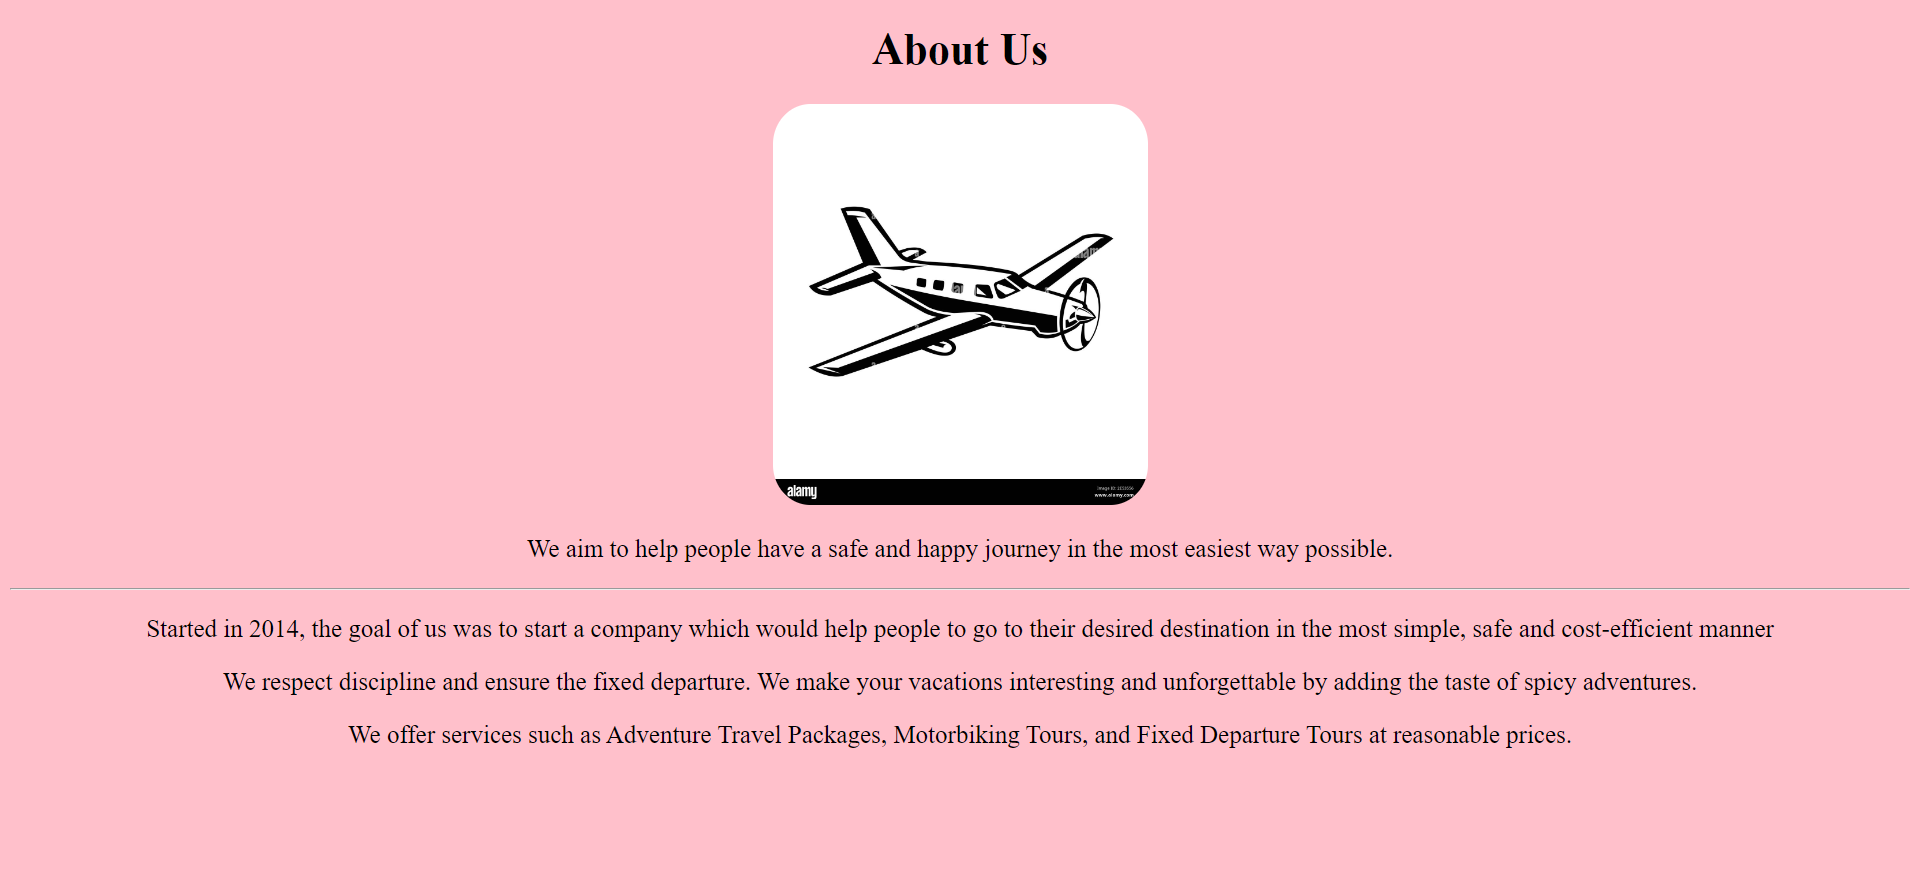 About Us
alamy
www.alamy.com
We aim to help people have a safe and happy journey in the most easiest way possible.
Started in 2014, the goal of us was to start a company which would help people to go to their desired destination in the most simple, safe and cost-efficient manner
We respect discipline and ensure the fixed departure. We make your vacations interesting and unforgettable by adding the taste of spicy adventures.
We offer services such as Adventure Travel Packages, Motorbiking Tours, and Fixed Departure Tours at reasonable prices.